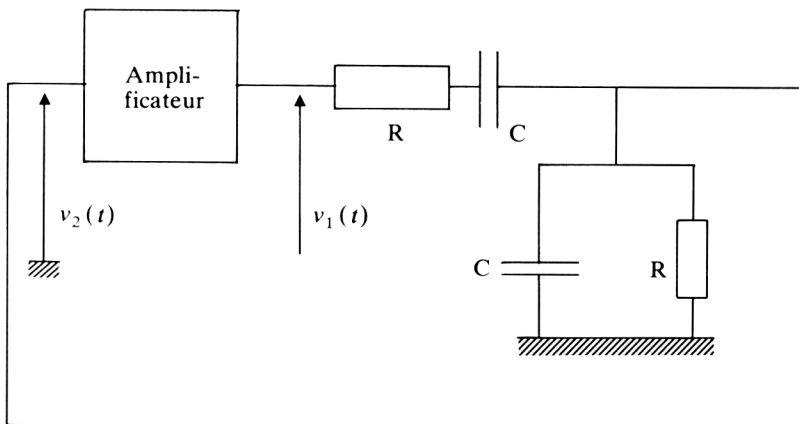 Ampli-
ficateur
R
C
v₂(t)
v₁(t)
C
R